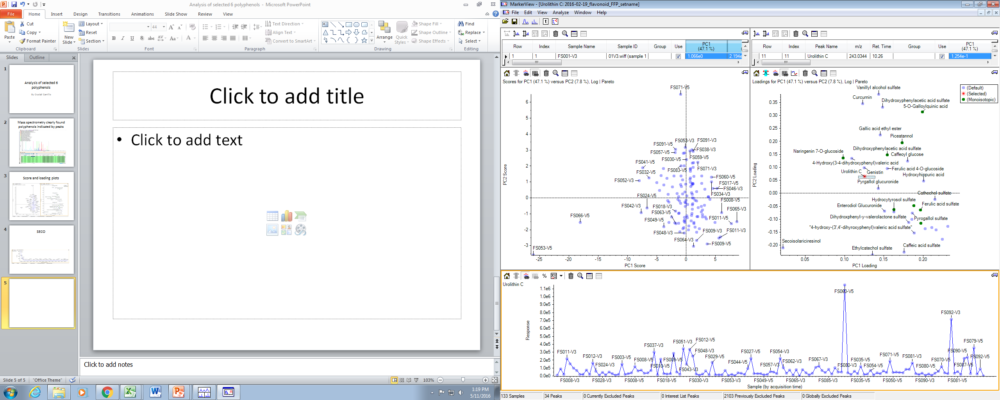 Analysis of selected 6 polyphenols - Microsoft PowerPoint
File Home Insert Design Transitions Animations Slide Show Review View
Paste
Cut
Copy
Format Painter
Clipboard
New Slide
Layout
Reset
Section
Slides
44
B I U S abc AV Aa A
Font
Text Direction
Align Text
Convert to SmartArt
Paragraph
Arrange
Quick Styles
Shape Fill
Shape Outline
Shape Effects
Drawing
Find
Replace
Select
Editing
Slides Outline
1
Analysis of selected 6
polyphenols
By Crystal Camillo
2
Mass spectrometry clearly found
polyphenols indicated by peaks
3
Score and loading plots
4
SECO
5
Click to add title
• Click to add text
Click to add notes
Slide 5 of 5 "Office Theme" 103%
1:19 PM
5/11/2016
MarkerView - [Urolithin C: 2016-02-19_flavonoid_FFP_setname]
File Edit View Analyze Window Help
Row Index Sample Name Sample ID Group Use PC1 (47.1 %)
1 1 FS001-V3 01V3.wiff (sample 1 1.066e0 2.194e
Row Index Peak Name m/z Ret. Time Group Use PC1 (47.1 %)
11 11 Urolithin C 243.0344 10.26 1.254e-1
Scores for PC1 (47.1 %) versus PC2 (7.8 %), Log | Pareto
FS071-V5
FS053-V3
FS091-V3
FS091-V5
FS038-V3
FS057-V5
FS059-V5
FS030-V5
FS041-V5
FS083-V5
FS071-V3
FS032-V5
FS060-V5
FS052-V3
FS017-V5
FS046-V3
FS024-V5
FS034-V3
FS008-V5
FS042-V3
FS018-V3
FS065-V3
FS063-V5
FS066-V5
FS011-V5
FS049-V5
FS048-V3
FS009-V3
FS011-V3
FS064-V3
FS009-V5
FS053-V5
6
5
4
3
2
1
0
-1
-2
-3
PC2 Score
-25 -20 -15 -10 -5 0 5
PC1 Score
Loadings for PC1 (47.1 %) versus PC2 (7.8 %), Log | Pareto
(Default)
(Selected)
(Monoisotopic)
Vanillyl alcohol sulfate
Curcurnin
Dihydroxyphenylacetic acid sulfate
5-O-Galloylquinic acid
Gallic acid ethyl ester
Piceatannol
Dihydroxyphenylacetic acid sulfate
Naringenin 7-O-glucoside
Caffeoyl glucose
4-Hydroxy(3-4-dihydroxyphenyl)valeric acid
Ferulic acid 4-O-glucoside
Urolithin C
Genistin
Hydroxyhippuric acid
Pyrgallol glucuronide
Cathechol sulfate
Hydrocytyrosol sulfate
Enterodiol Glucuronide
Ferulic acid sulfate
Dihydroxphenyl-y-valerolactone sulfate
Pyrogallol sulfate
"4-hydroxy-(3',4'-dihyroxyphenyl)valeric acid sulfate"
Secoisolariciresinol
Ethylcatechol sulfate
Caffeic acid sulfate
0.35
0.30
0.25
0.20
0.15
0.10
0.05
0.00
-0.05
-0.10
-0.15
-0.20
PC2 Loading
0.05 0.10 0.15 0.20
PC1 Loading
%
Urolithin C
1.1e6
1.0e6
9.0e5
8.0e5
7.0e5
6.0e5
5.0e5
4.0e5
3.0e5
2.0e5
1.0e5
0.0e0
Response
FS060-V5
FS092-V3
FS079-V5
FS051-V3
FS012-V5
FS037-V3
FS048-V3
FS011-V3
FS012-V3
FS003-V5
FS008-V5
FS009-V5
FS029-V5
FS027-V5
FS054-V3
FS024-V3
FS010-V5
FS043-V3
FS044-V5
FS062-V3
FS057-V3
FS067-V3
FS080-V3
FS035-V5
FS054-V5
FS071-V5
FS081-V3
FS080-V5
FS070-V5
FS090-V5
FS087-V5
FS092-V5
FS008-V3 FS028-V3 FS008-V5 FS018-V5 FS030-V3 FS053-V3 FS049-V5 FS065-V3 FS085-V3 FS035-V5 FS050-V5 FS090-V3 FS081-V5
Sample (by acquisition time)
133 Samples 34 Peaks 0 Currently Excluded Peaks 0 Interest List Peaks 2103 Previously Excluded Peaks 0 Globally Excluded Peaks